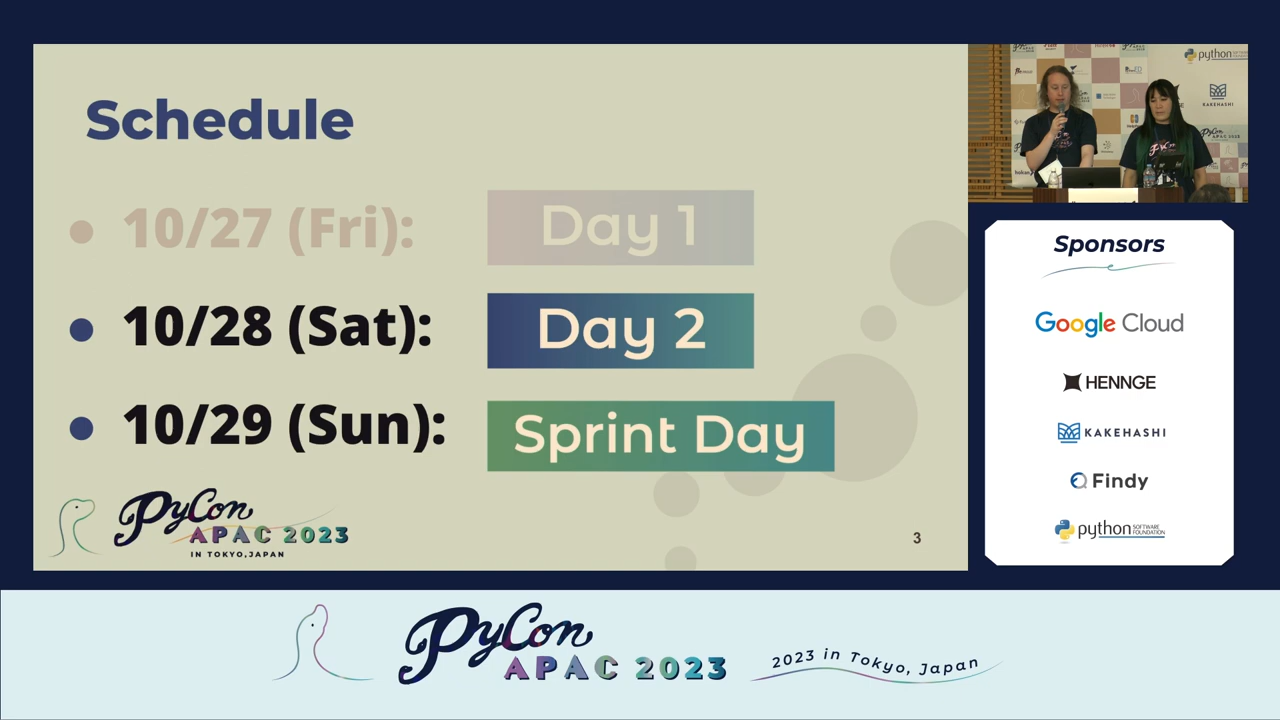 Schedule
10/27 (Fri): Day 1
10/28 (Sat): Day 2
10/29 (Sun): Sprint Day
PyCon
APAC 2023
IN TOKYO,JAPAN
3
python
KAKEHASHI
Sponsors
Google Cloud
HENNGE
KAKEHASHI
Findy
python SOFTWARE FOUNDATION
PyCon
APAC 2023
2023 in Tokyo, Japan